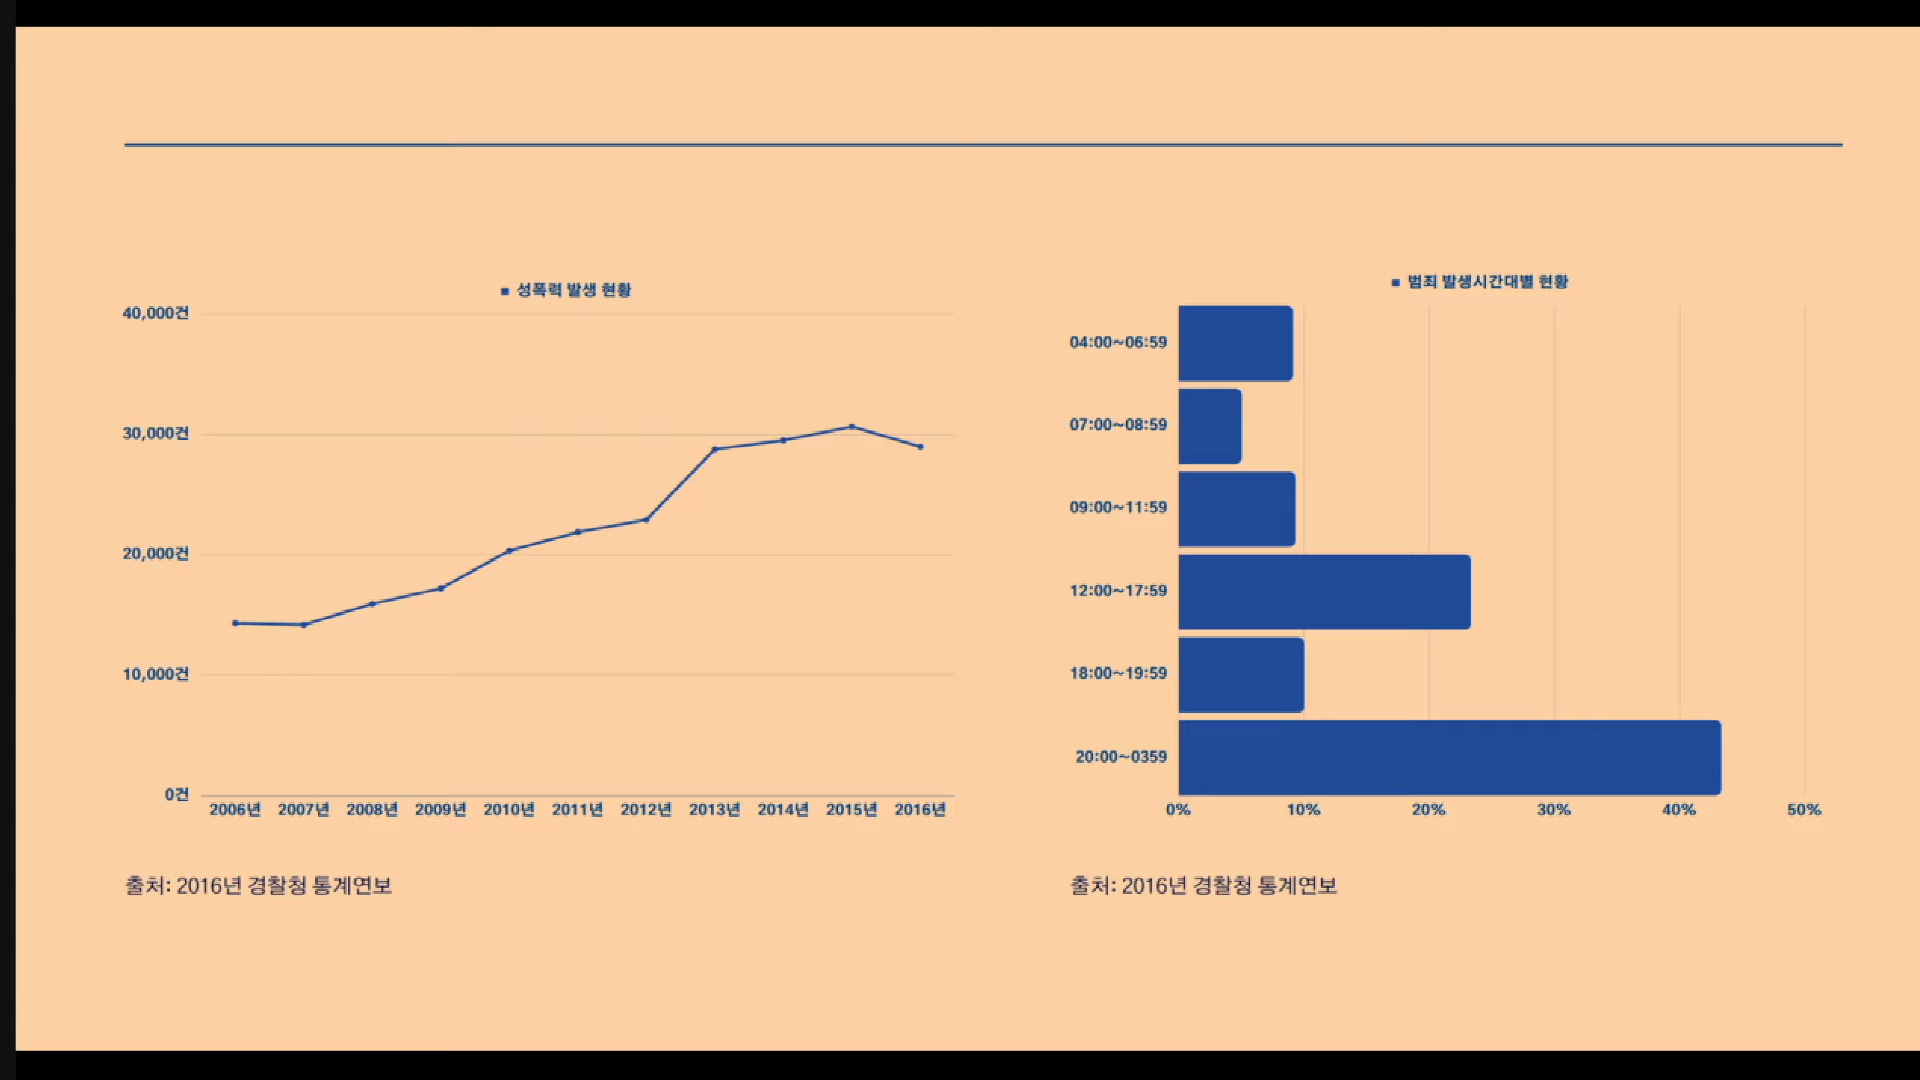 ■ 성폭력 발생 현황
40,000건
30,000건
20,000건
10,000건
0건
2006년 2007년 2008년 2009년 2010년 2011년 2012년 2013년 2014년 2015년 2016년
출처: 2016년 경찰청 통계연보
■ 범죄 발생시간대별 현황
04:00~06:59
07:00~08:59
09:00~11:59
12:00~17:59
18:00~19:59
20:00~0359
0% 10% 20% 30% 40% 50%
출처: 2016년 경찰청 통계연보